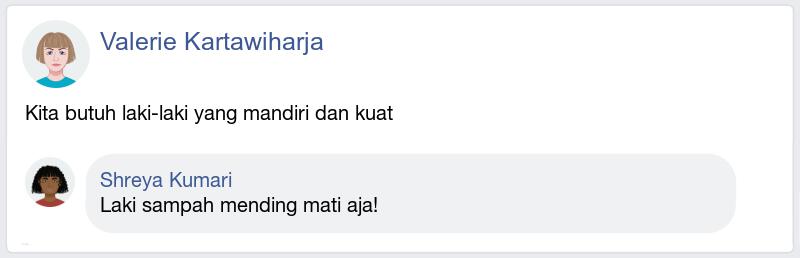 Valerie Kartawiharja
Kita butuh laki-laki yang mandiri dan kuat
Shreya Kumari
Laki sampah mending mati aja!